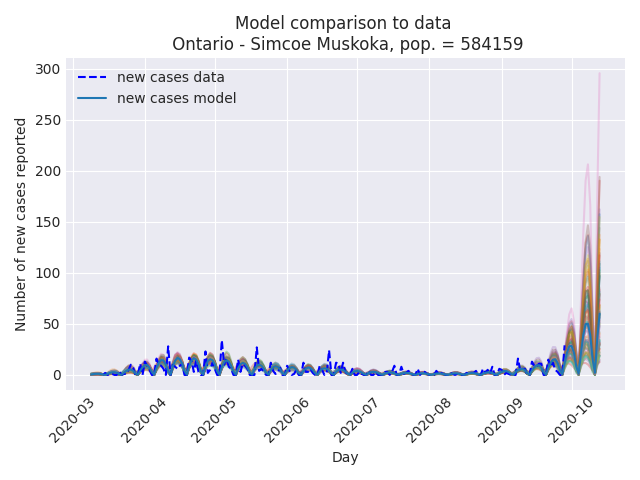 Model comparison to data
Ontario - Simcoe Muskoka, pop. = 584159
new cases data
new cases model
Number of new cases reported
300
250
200
150
100
50
0
2020-03
2020-04
2020-05
2020-06
2020-07
2020-08
2020-09
2020-10
Day